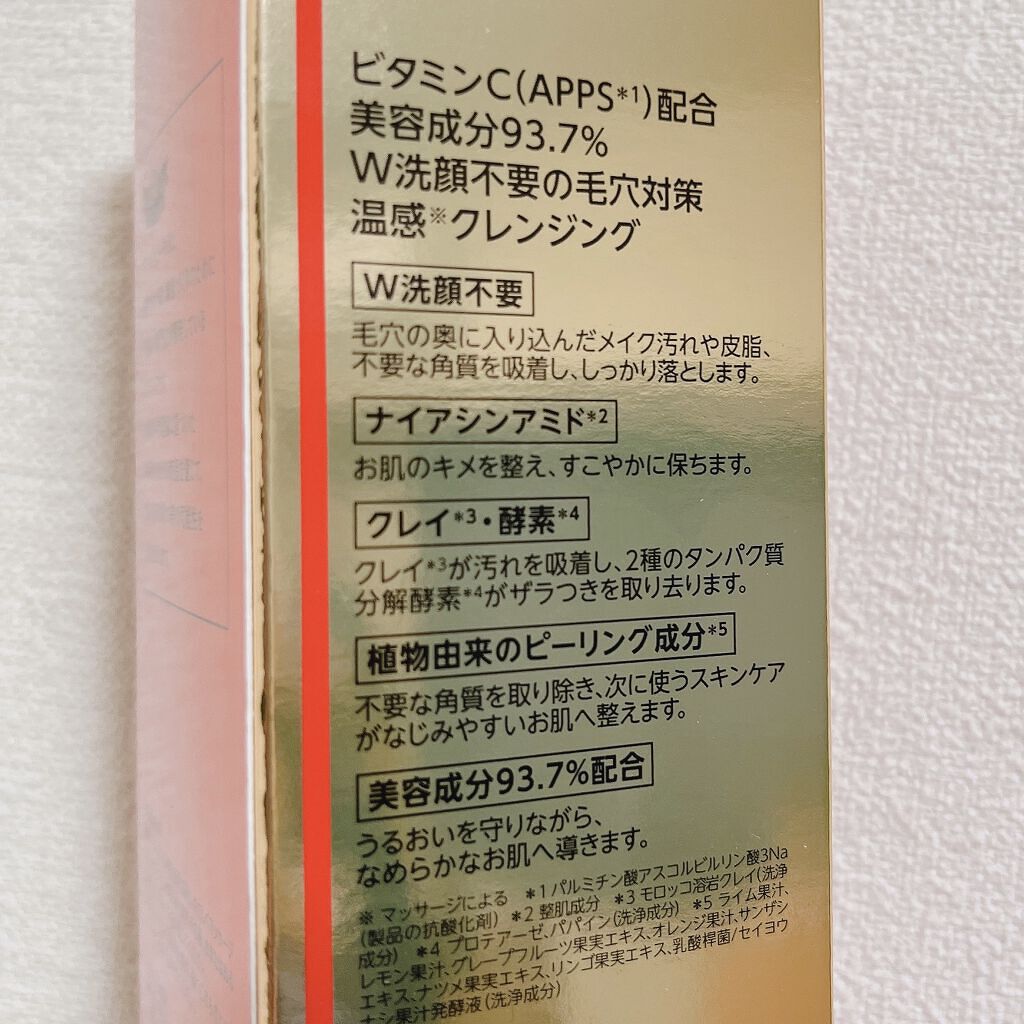 ビタミンC(APPS*1)配合
美容成分93.7%
W洗顔不要の毛穴対策
温感※クレンジング
W洗顔不要
毛穴の奥に入り込んだメイク汚れや皮脂、
不要な角質を吸着し、しっかり落とします。
ナイアシンアミド*2
お肌のキメを整え、すこやかに保ちます。
クレイ*3・酵素*4
クレイ*3が汚れを吸着し、2種のタンパク質
分解酵素*4がザラつきを取り去ります。
植物由来のピーリング成分*5
不要な角質を取り除き、次に使うスキンケア
がなじみやすいお肌へ整えます。
美容成分93.7%配合
うるおいを守りながら、
なめらかなお肌へ導きます。
※ マッサージによる *1 パルミチン酸アスコルビルリン酸3Na
(製品の抗酸化剤) *2 整肌成分 *3 モロッコ溶岩クレイ(洗浄
成分) *4 プロテアーゼ、パパイン(洗浄成分) *5 ライム果汁、
レモン果汁、グレープフルーツ果実エキス、オレンジ果汁、サンザシ
エキス、ナツメ果実エキス、リンゴ果実エキス、乳酸桿菌/セイヨウ
ナシ果汁発酵液(洗浄成分)